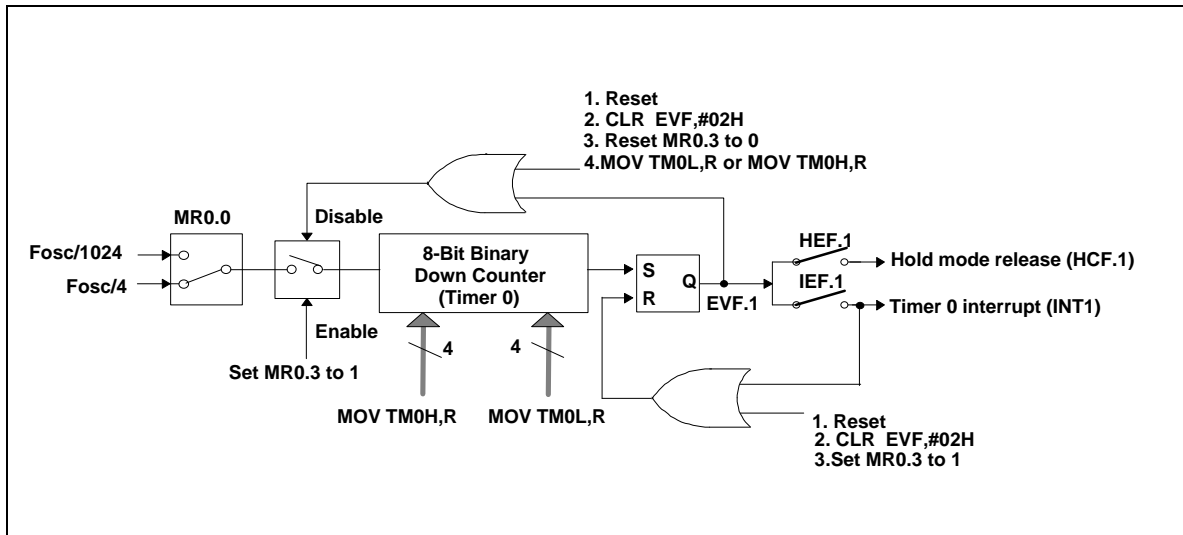 1. Reset
2. CLR EVF,#02H
3. Reset MR0.3 to 0
4.MOV TM0L,R or MOV TM0H,R
MR0.0
Disable
Fosc/1024
Fosc/4
8-Bit Binary
Down Counter
(Timer 0)
S
R
Q
EVF.1
HEF.1
Hold mode release (HCF.1)
IEF.1
Timer 0 interrupt (INT1)
Enable
Set MR0.3 to 1
4
4
MOV TM0H,R
MOV TM0L,R
1. Reset
2. CLR EVF,#02H
3.Set MR0.3 to 1